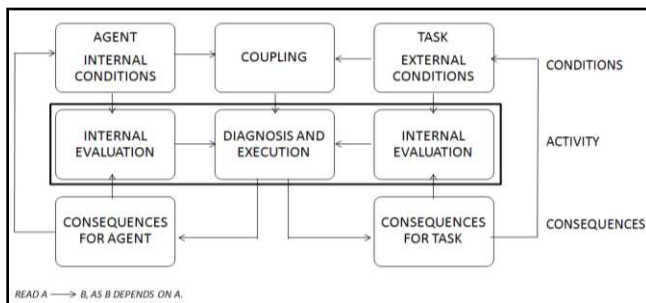 AGENT
INTERNAL
CONDITIONS
COUPLING
TASK
EXTERNAL
CONDITIONS
CONDITIONS
INTERNAL
EVALUATION
DIAGNOSIS AND
EXECUTION
INTERNAL
EVALUATION
ACTIVITY
CONSEQUENCES
FOR AGENT
CONSEQUENCES
FOR TASK
CONSEQUENCES
READ A ⟶ B, AS B DEPENDS ON A.